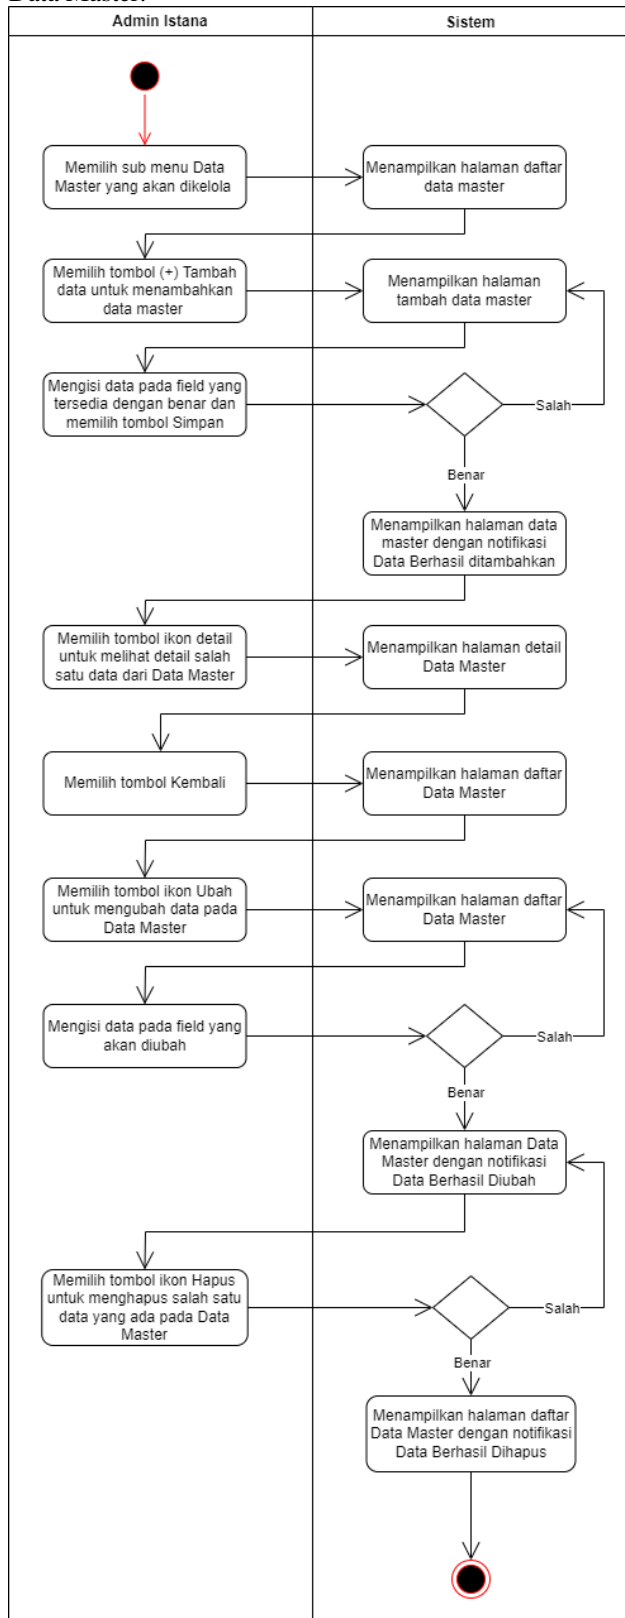 Data Master.
Admin Istana
Sistem
Memilih sub menu Data
Master yang akan dikelola
Menampilkan halaman daftar
data master
Memilih tombol (+) Tambah
data untuk menambahkan
data master
Menampilkan halaman
tambah data master
Mengisi data pada field yang
tersedia dengan benar dan
memilih tombol Simpan
Salah
Benar
Menampilkan halaman data
master dengan notifikasi
Data Berhasil ditambahkan
Memilih tombol ikon detail
untuk melihat detail salah
satu data dari Data Master
Menampilkan halaman detail
Data Master
Memilih tombol Kembali
Menampilkan halaman daftar
Data Master
Memilih tombol ikon Ubah
untuk mengubah data pada
Data Master
Menampilkan halaman daftar
Data Master
Mengisi data pada field yang
akan diubah
Salah
Benar
Menampilkan halaman Data
Master dengan notifikasi
Data Berhasil Diubah
Memilih tombol ikon Hapus
untuk menghapus salah satu
data yang ada pada Data
Master
Salah
Benar
Menampilkan halaman daftar
Data Master dengan notifikasi
Data Berhasil Dihapus